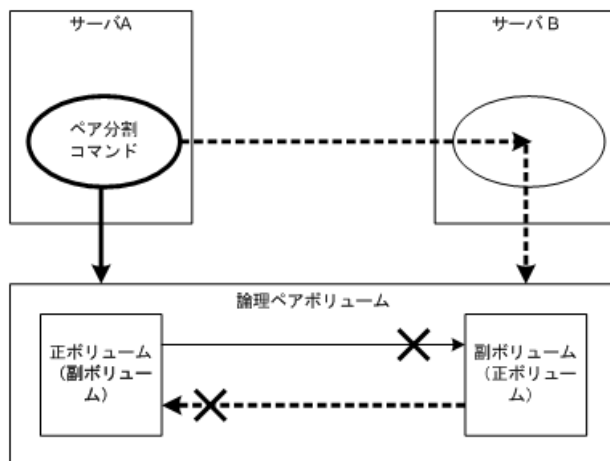 サーバA
サーバB
ペア分割
コマンド
論理ペアボリューム
正ボリューム
（副ボリュー
ム）
副ボリューム
（正ボリュー
ム）